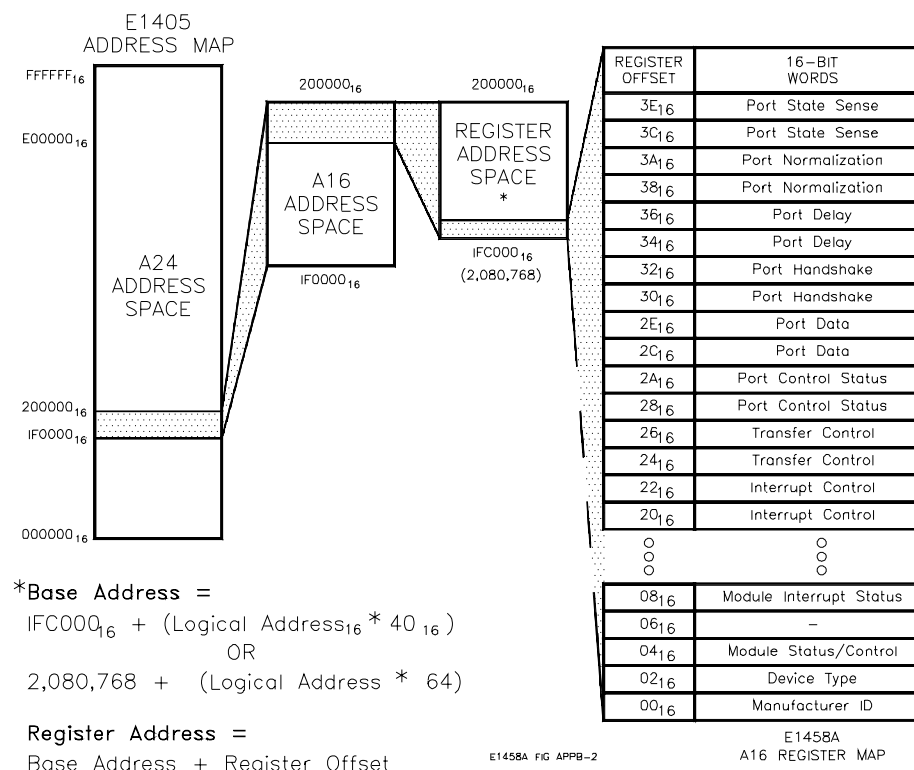 E1405
ADDRESS MAP
FFFFFF16
E0000016
A24
ADDRESS
SPACE
20000016
IF000016
00000016
20000016
A16
ADDRESS
SPACE
IF000016
20000016
REGISTER
ADDRESS
SPACE
*
IFC00016
(2,080,768)
REGISTER OFFSET 16-BIT WORDS
3E16 Port State Sense
3C16 Port State Sense
3A16 Port Normalization
3816 Port Normalization
3616 Port Delay
3416 Port Delay
3216 Port Handshake
3016 Port Handshake
2E16 Port Data
2C16 Port Data
2A16 Port Control Status
2816 Port Control Status
2616 Transfer Control
2416 Transfer Control
2216 Interrupt Control
2016 Interrupt Control
0816 Module Interrupt Status
0616 –
0416 Module Status/Control
0216 Device Type
0016 Manufacturer ID
E1458A
A16 REGISTER MAP
*Base Address =
IFC00016 + (Logical Address16 * 4016)
OR
2,080,768 + (Logical Address * 64)
Register Address =
Base Address + Register Offset
E1458A FIG APPB-2